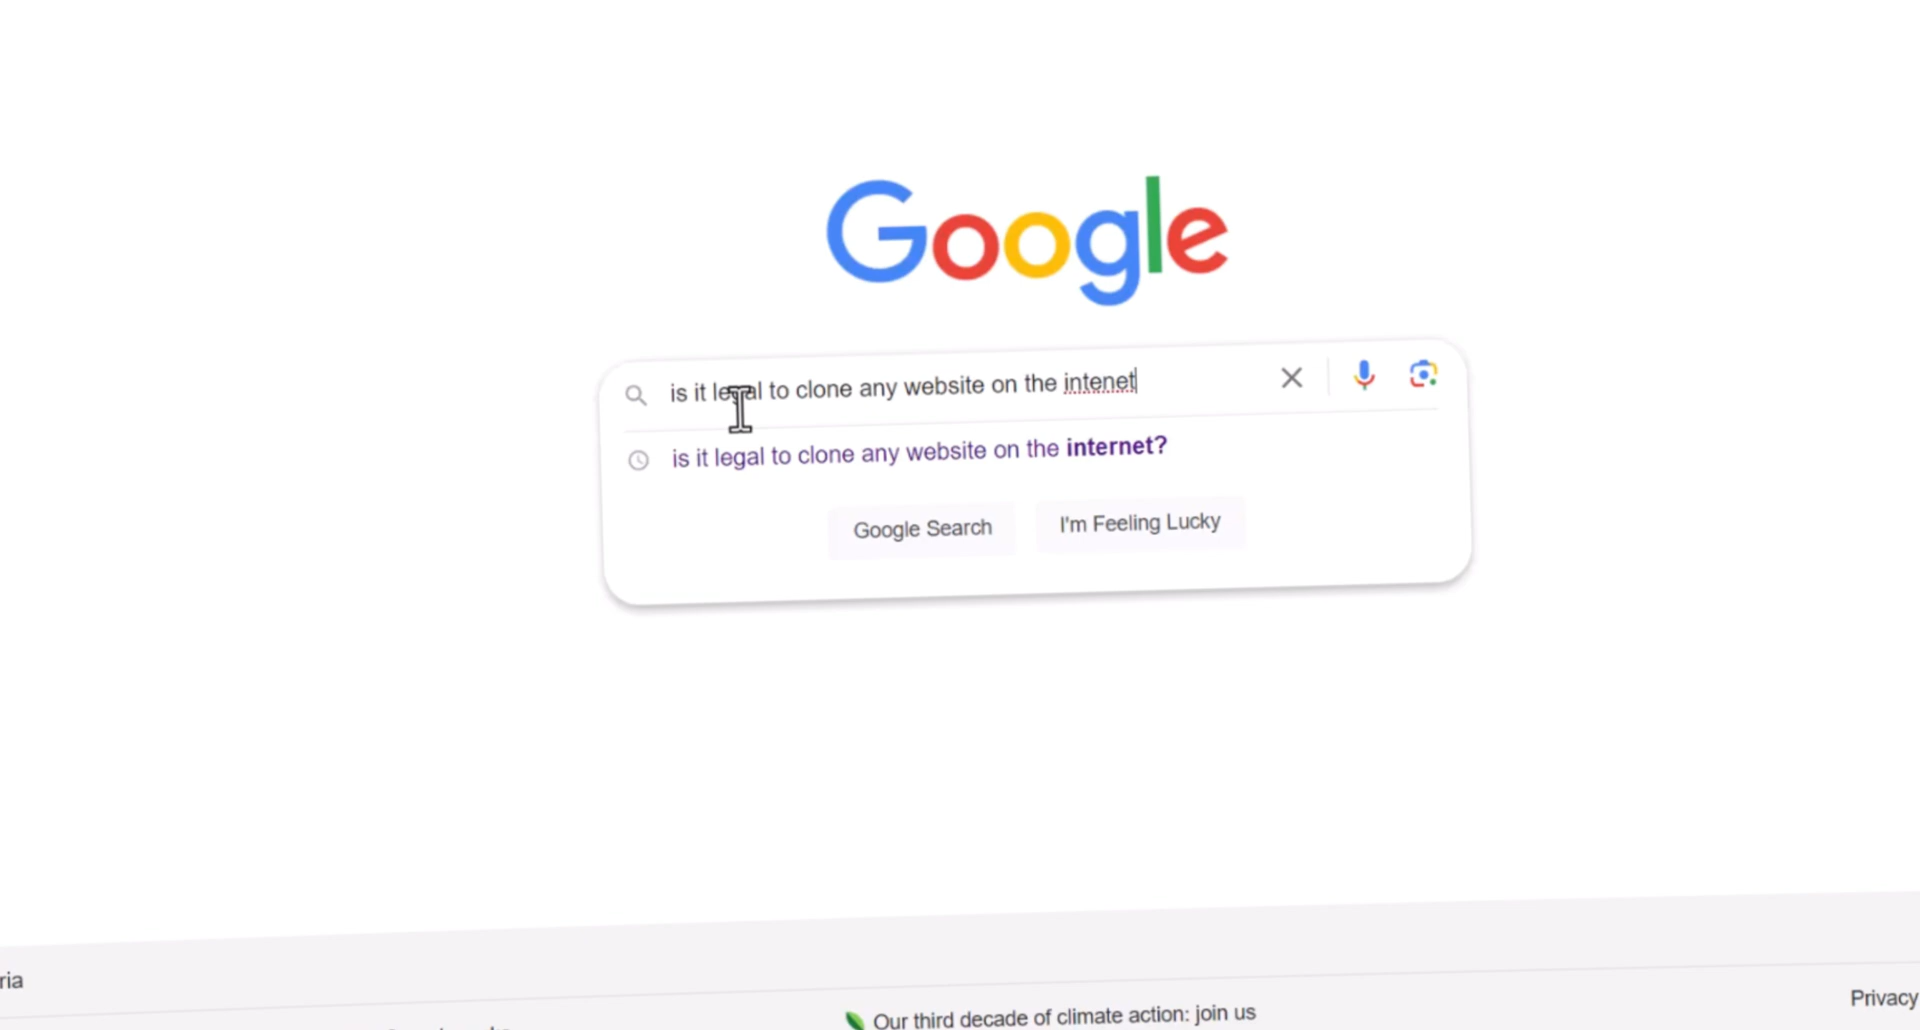 Google
is it legal to clone any website on the intenet
is it legal to clone any website on the internet?
Google Search
I'm Feeling Lucky
ria
Privacy
Our third decade of climate action: join us